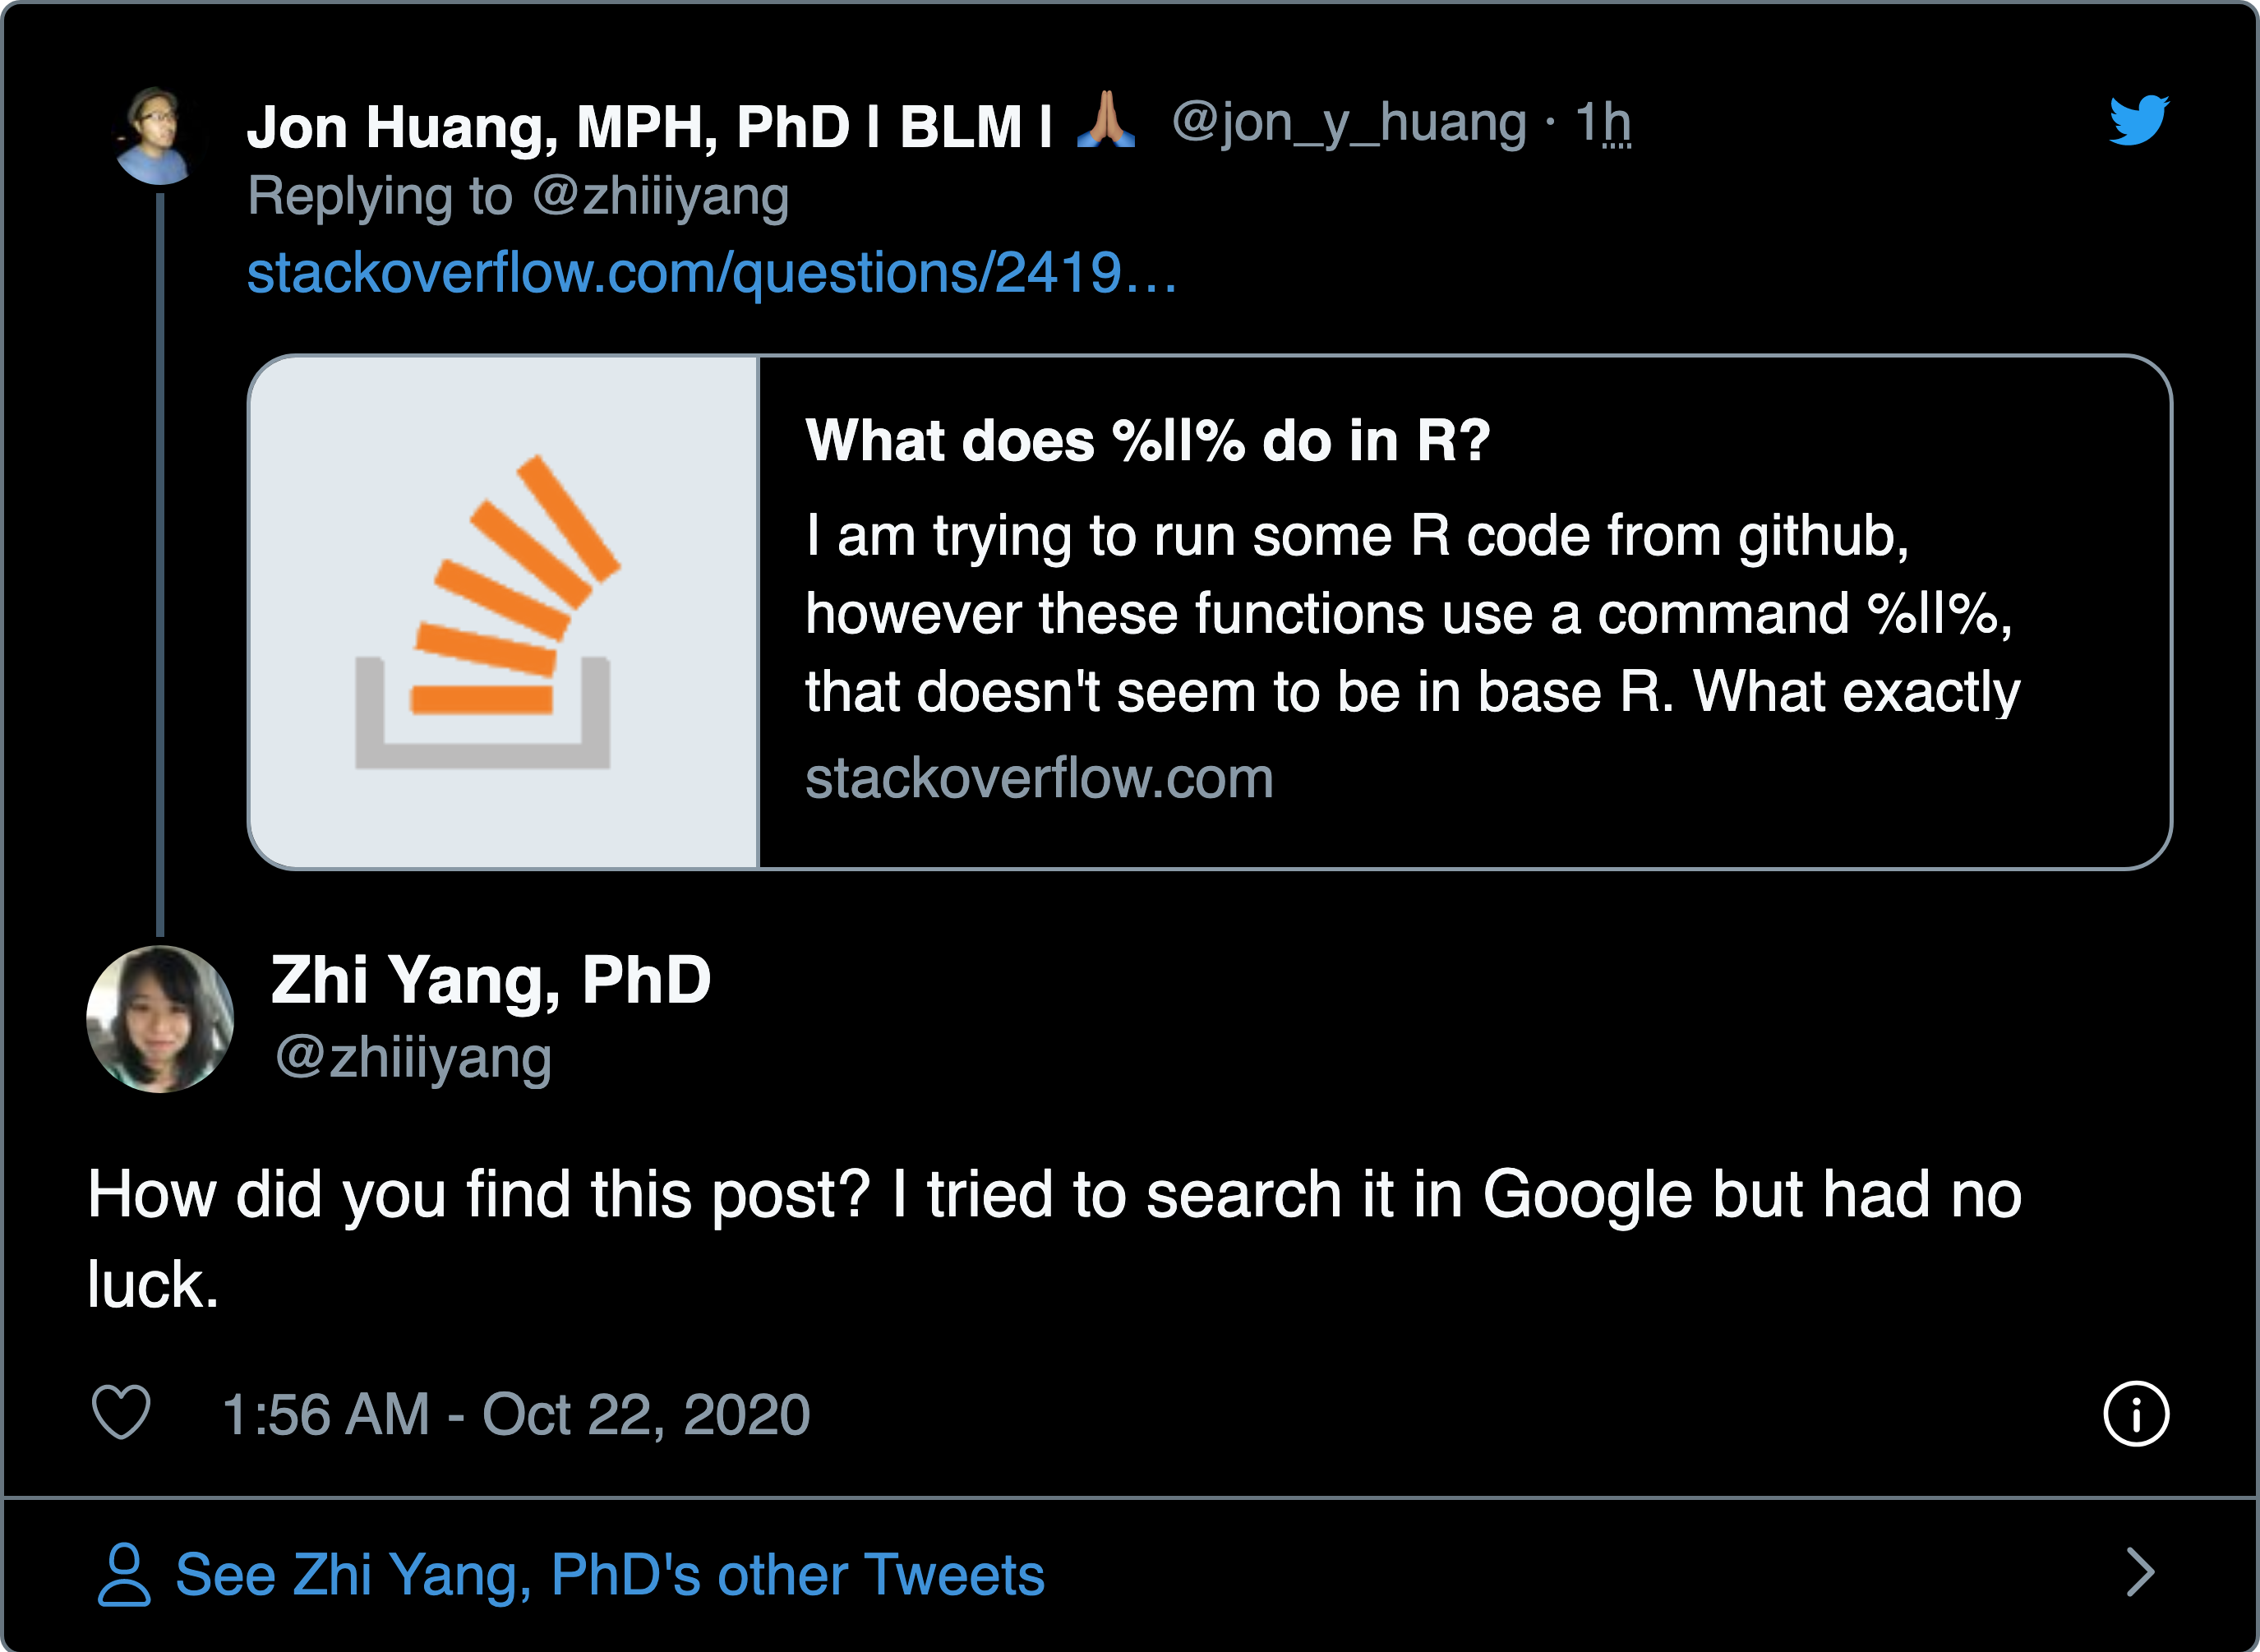 Jon Huang, MPH, PhD | BLM | 🙏🏽 @jon_y_huang · 1h
Replying to @zhiiiyang
stackoverflow.com/questions/2419…
What does %||% do in R?
I am trying to run some R code from github,
however these functions use a command %||%,
that doesn't seem to be in base R. What exactly
stackoverflow.com
Zhi Yang, PhD
@zhiiiyang
How did you find this post? I tried to search it in Google but had no
luck.
1:56 AM - Oct 22, 2020
See Zhi Yang, PhD's other Tweets